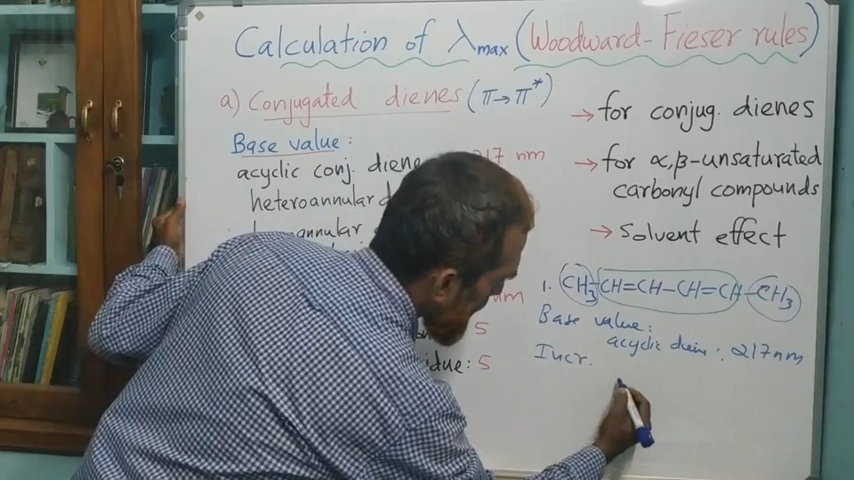 Calculation of λmax (Woodward-Fieser rules)
a) Conjugated dienes (π→π*)
Base value:
acyclic conj. diene 217 nm
heteroannular d
annular
nm
5
idue: 5
→ for conjug. dienes
→ for α,β-unsaturated
carbonyl compounds
→ solvent effect
1. CH3-CH=CH-CH=CH-CH3
Base value:
acyclic diene: 217nm
Incr.